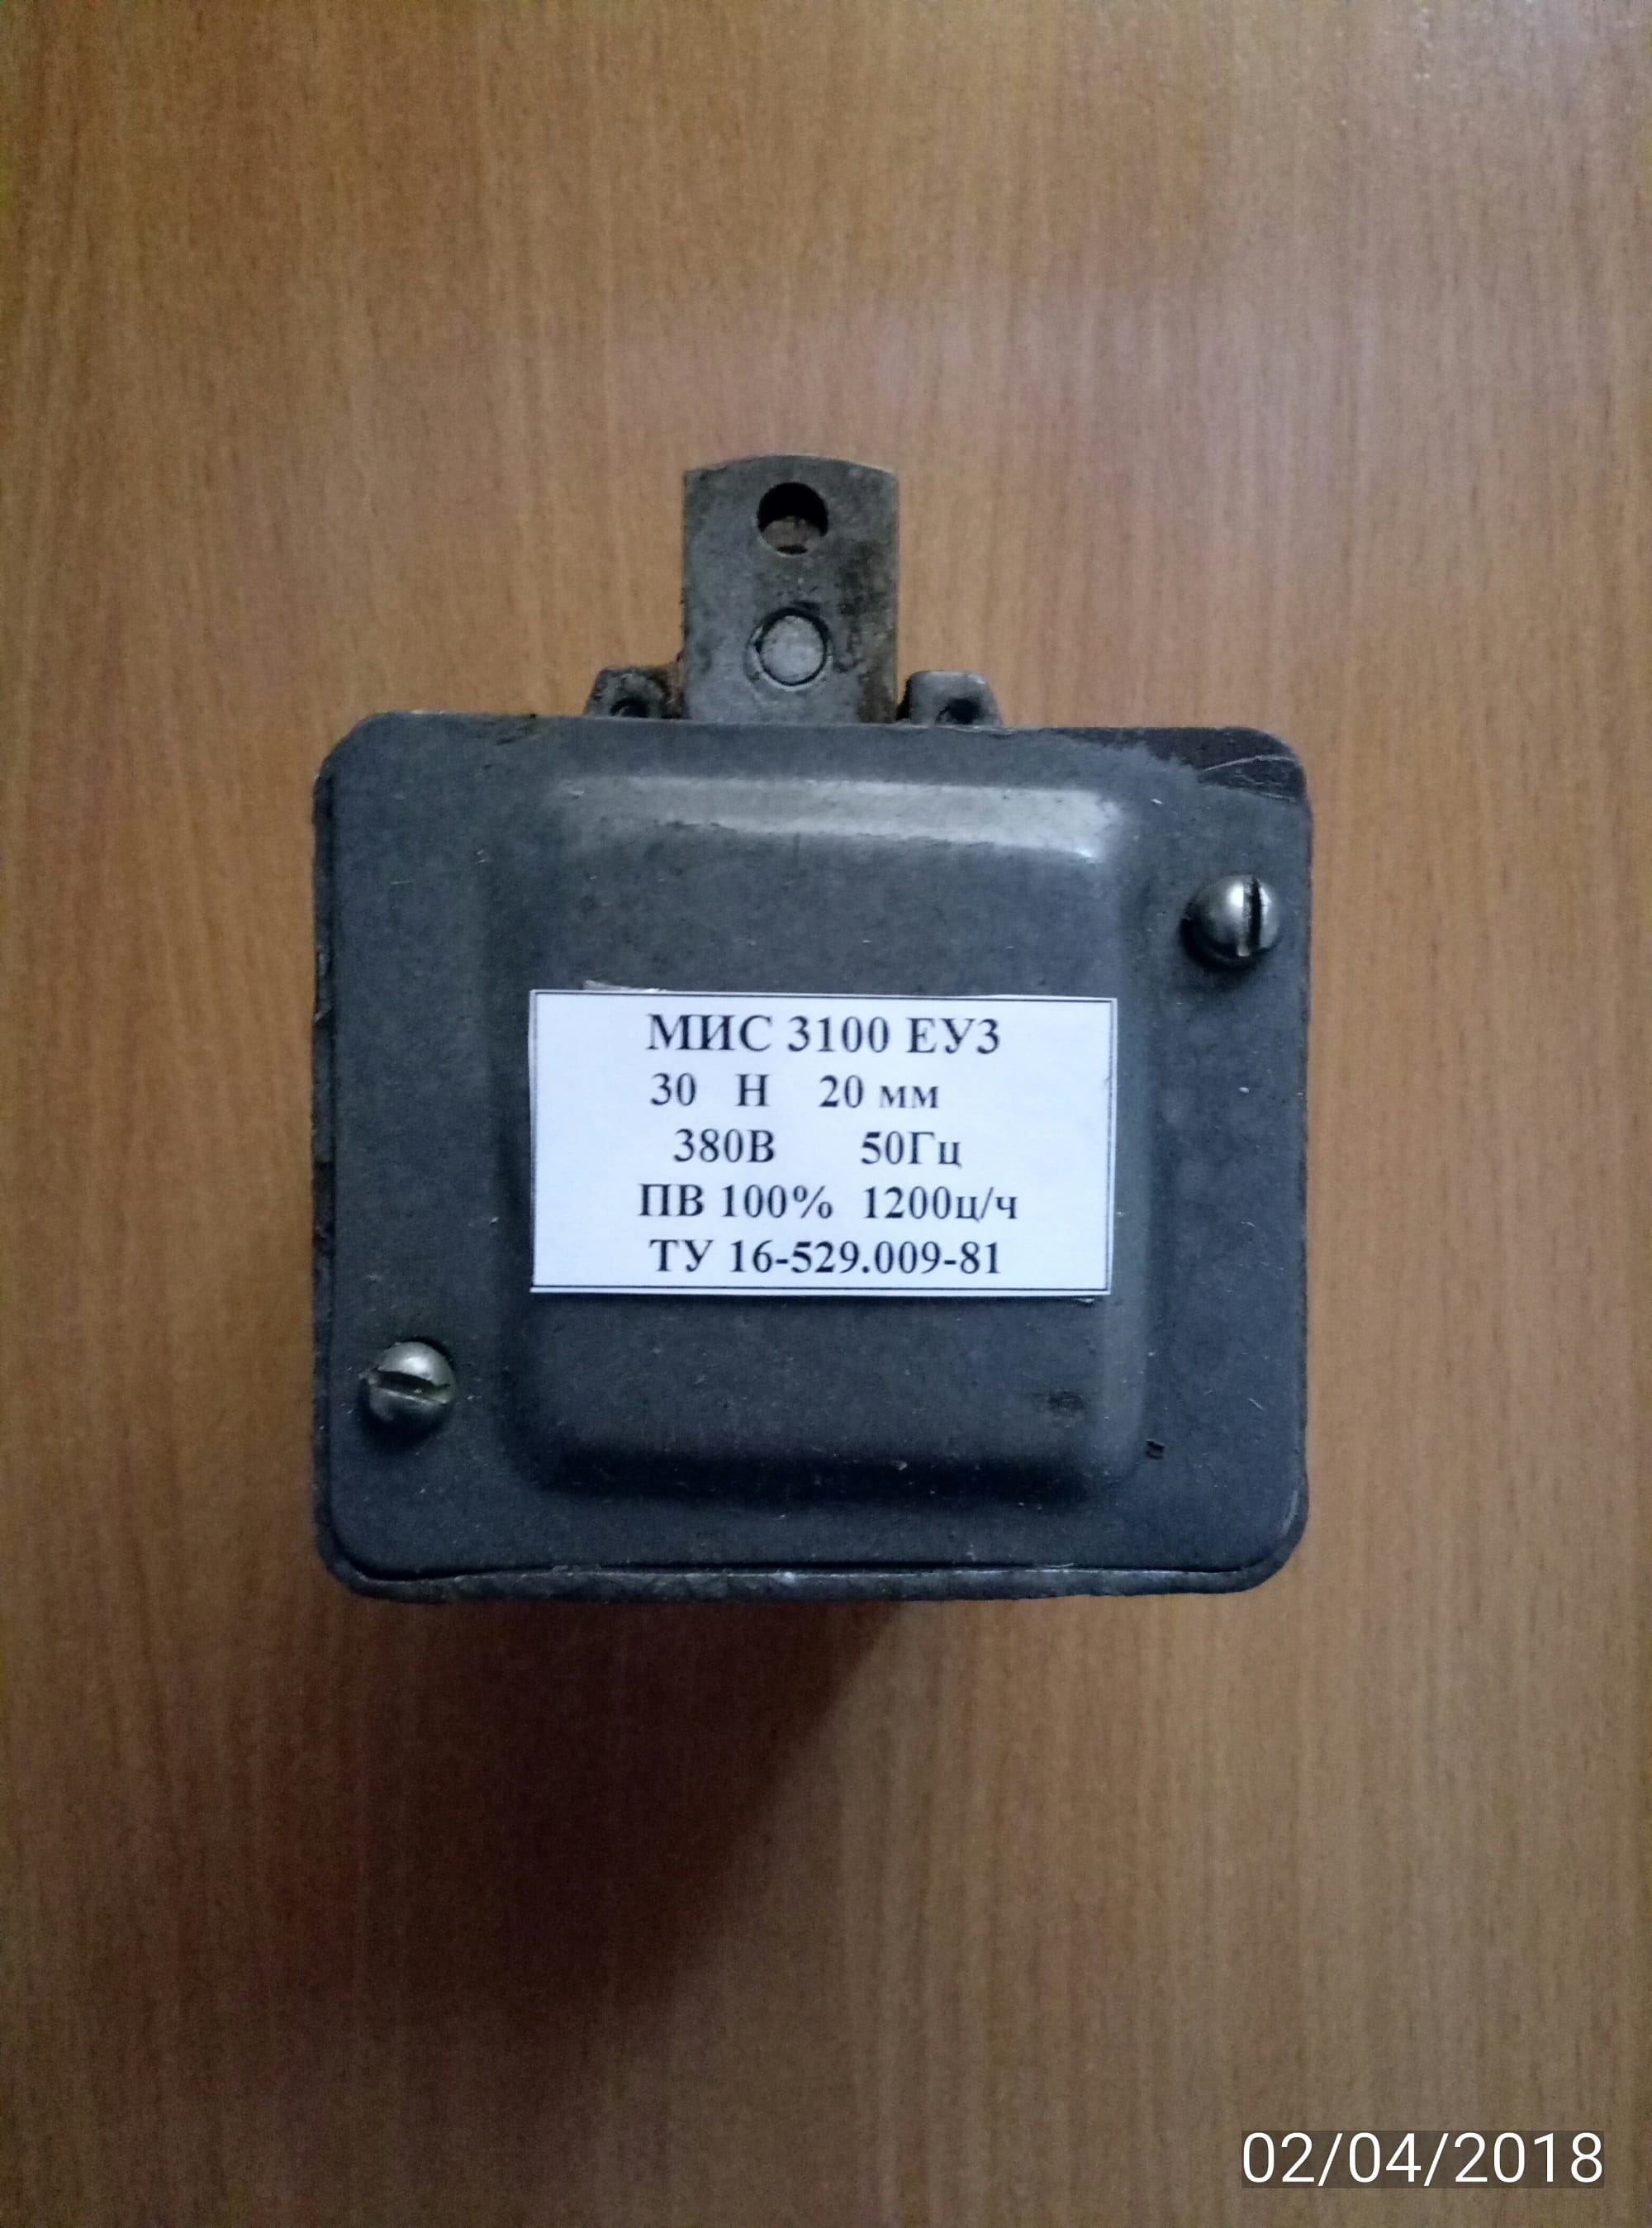 МИС 3100 ЕУ3
30 Н 20 мм
380В 50Гц
ПВ 100% 1200ц/ч
ТУ 16-529.009-81
02/04/2018